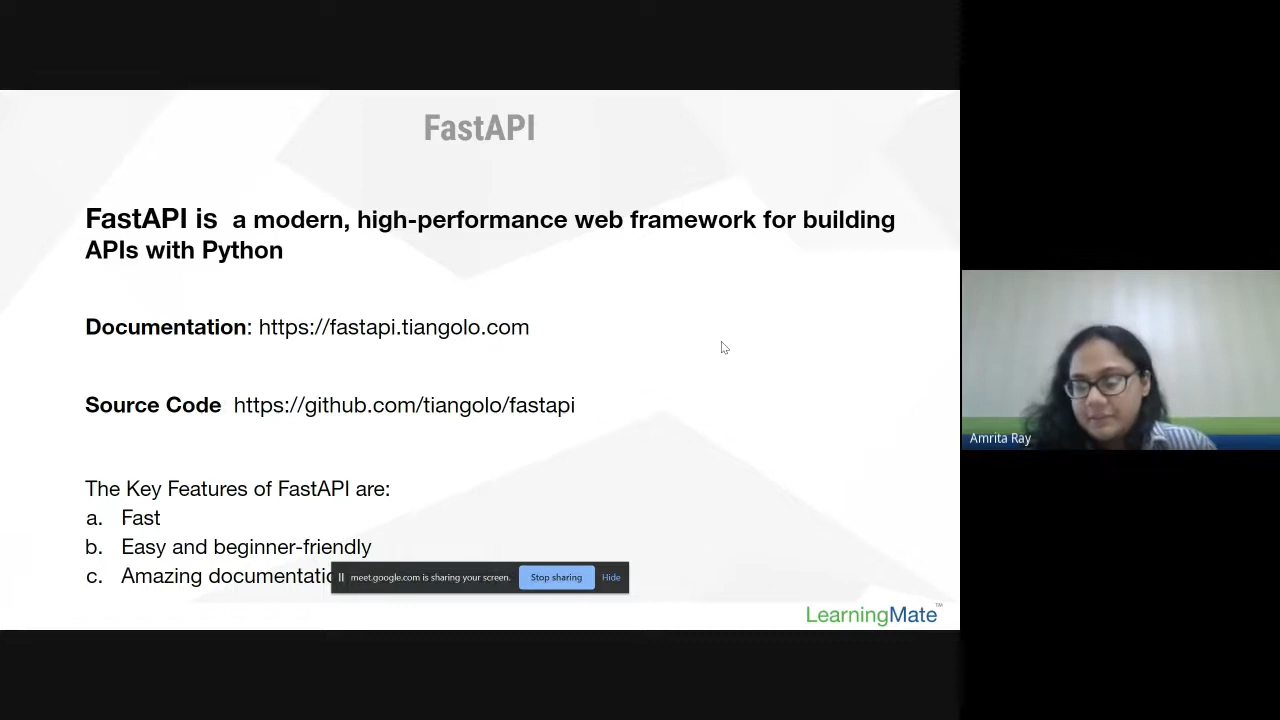 FastAPI
FastAPI is a modern, high-performance web framework for building
APIs with Python
Documentation: https://fastapi.tiangolo.com
Source Code https://github.com/tiangolo/fastapi
The Key Features of FastAPI are:
a. Fast
b. Easy and beginner-friendly
c. Amazing documentatio
meet.google.com is sharing your screen. Stop sharing Hide
LearningMate™
Amrita Ray